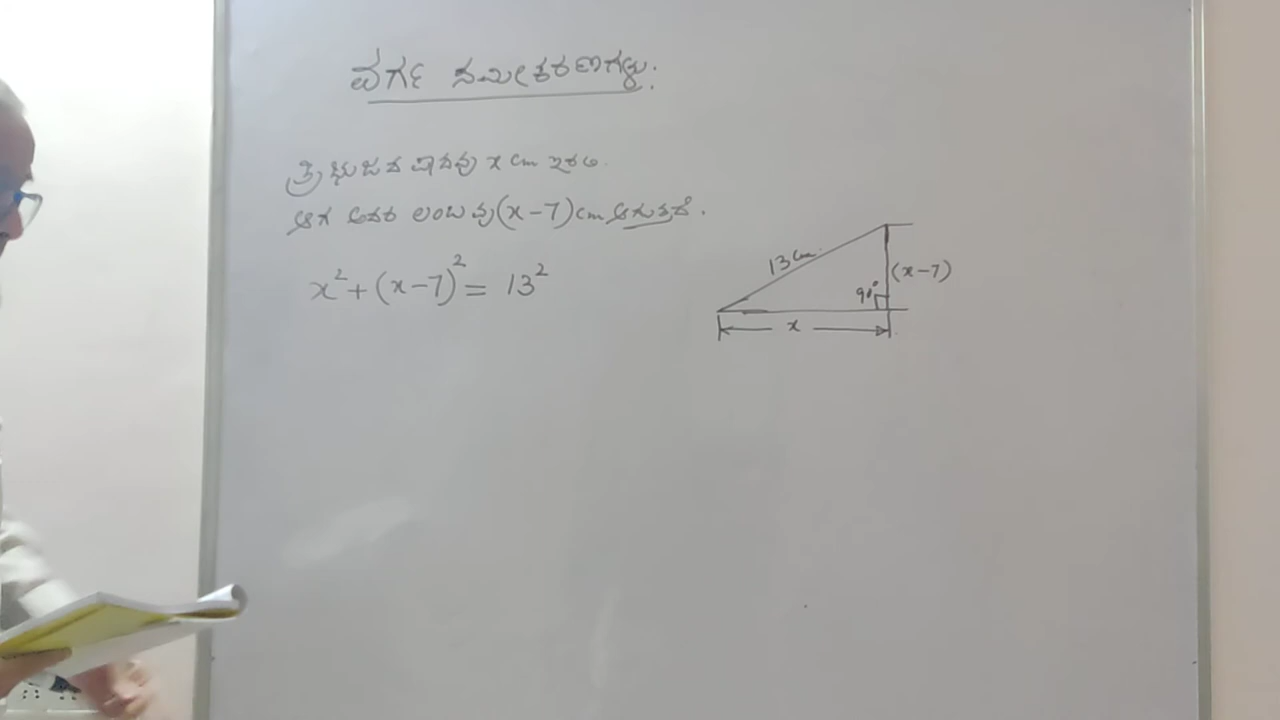 ವರ್ಗ ಸಮೀಕರಣಗಳು.
ತ್ರಿಭುಜದ ಪಾದವು x cm ಇರಲಿ.
ಆಗ ಅದರ ಲಂಬವು (x-7) cm ಆಗುತ್ತದೆ.
x² + (x-7)² = 13²
13 cm
(x-7)
90°
x